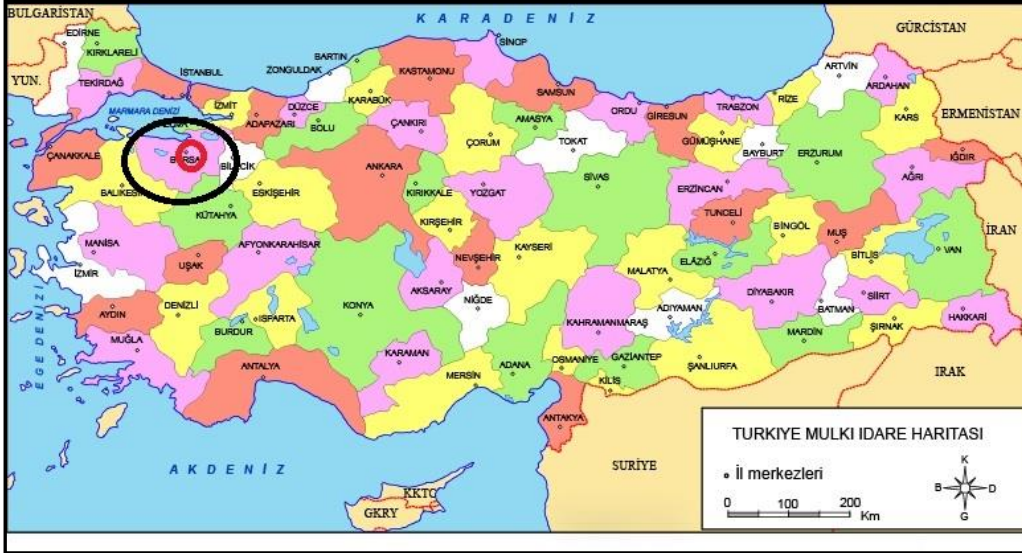 BULGARİSTAN
K A R A D E N İ Z
GÜRCİSTAN
EDİRNE
KIRKLARELİ
YUN.
TEKİRDAĞ
İSTANBUL
ZONGULDAK
BARTIN
KASTAMONU
SİNOP
ARTVİN
ARDAHAN
MARMARA DENİZİ
İZMİT
ADAPAZARI
DÜZCE
BOLU
KARABÜK
ÇANKIRI
SAMSUN
ORDU
GİRESUN
TRABZON
RİZE
KARS
ERMENİSTAN
ÇANAKKALE
BURSA
BİLECİK
ANKARA
ÇORUM
AMASYA
TOKAT
GÜMÜŞHANE
BAYBURT
ERZURUM
IĞDIR
BALIKESİR
ESKİŞEHİR
KIRIKKALE
YOZGAT
SİVAS
ERZİNCAN
AĞRI
KÜTAHYA
KIRŞEHİR
TUNCELİ
BİNGÖL
MUŞ
İRAN
MANİSA
AFYONKARAHİSAR
UŞAK
NEVŞEHİR
KAYSERİ
MALATYA
ELAZIĞ
BİTLİS
VAN
İZMİR
AKSARAY
NİĞDE
DİYABAKIR
SİİRT
BATMAN
AYDIN
DENİZLİ
ISPARTA
BURDUR
KONYA
KAHRAMANMARAŞ
ADIYAMAN
MARDİN
ŞIRNAK
HAKKARİ
EGEDENİZİ
MUĞLA
ANTALYA
KARAMAN
MERSİN
ADANA
OSMANİYE
GAZİANTEP
KİLİS
ŞANLIURFA
IRAK
ANTAKYA
SURİYE
A K D E N İ Z
KKTC
GKRY
TURKIYE MULKI IDARE HARITASI
İl merkezleri
0 100 200
Km
K
B D
G